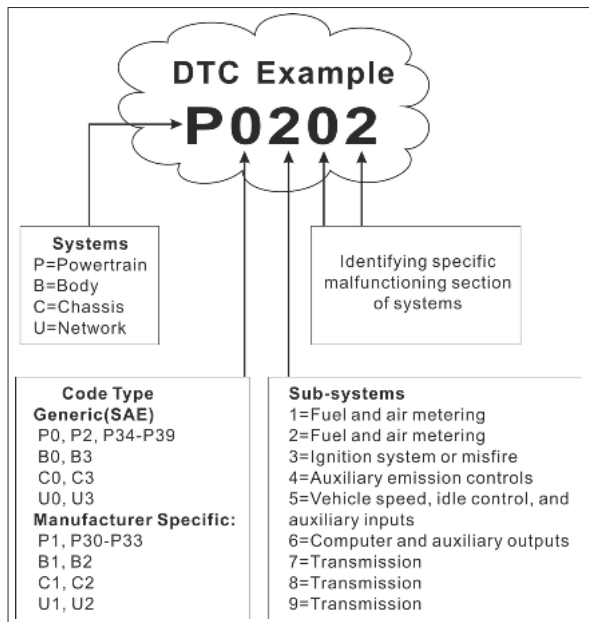 DTC Example
P0202
Systems
P=Powertrain
B=Body
C=Chassis
U=Network
Identifying specific
malfunctioning section
of systems
Code Type
Generic(SAE)
P0, P2, P34-P39
B0, B3
C0, C3
U0, U3
Manufacturer Specific:
P1, P30-P33
B1, B2
C1, C2
U1, U2
Sub-systems
1=Fuel and air metering
2=Fuel and air metering
3=Ignition system or misfire
4=Auxiliary emission controls
5=Vehicle speed, idle control, and
auxiliary inputs
6=Computer and auxiliary outputs
7=Transmission
8=Transmission
9=Transmission